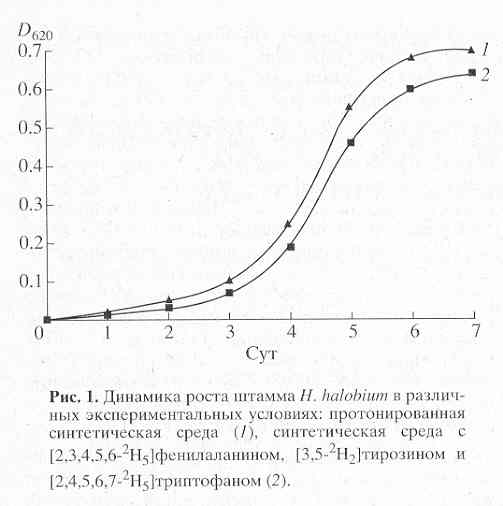 D620
0.7
1
2
0.6
0.5
0.4
0.3
0.2
0.1
0 1 2 3 4 5 6 7
Сут
Рис. 1. Динамика роста штамма H. halobium в различ-
ных экспериментальных условиях: протонированная
синтетическая среда (1), синтетическая среда с
[2,3,4,5,6-²H₅]фенилаланином, [3,5-²H₂]тирозином и
[2,4,5,6,7-²H₅]триптофаном (2).